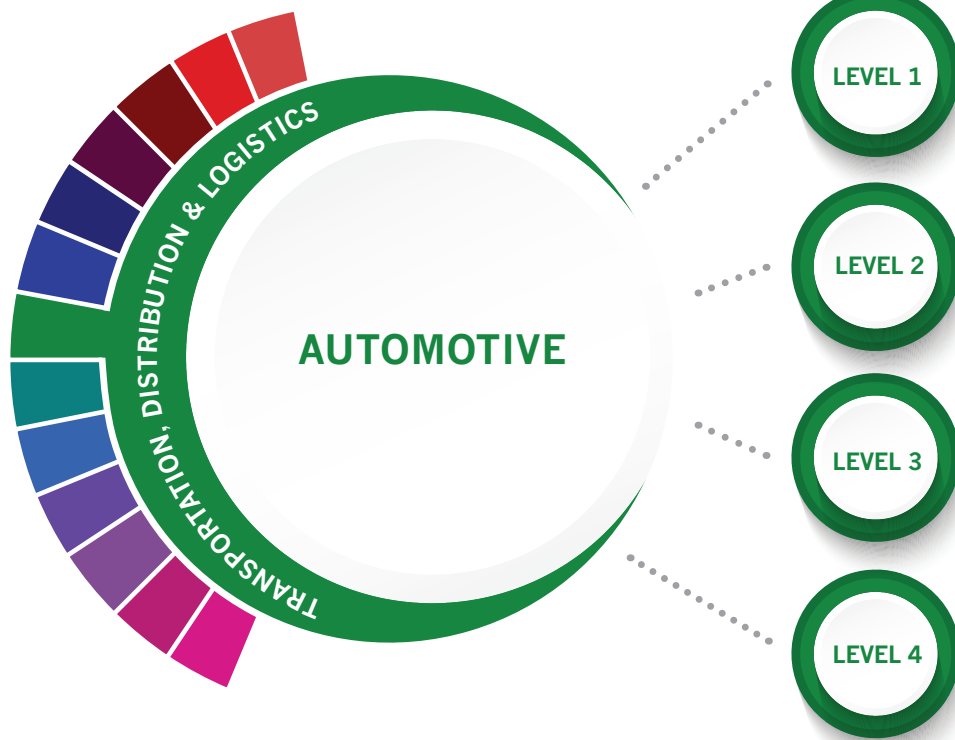 TRANSPORTATION, DISTRIBUTION & LOGISTICS
AUTOMOTIVE
LEVEL 1
LEVEL 2
LEVEL 3
LEVEL 4